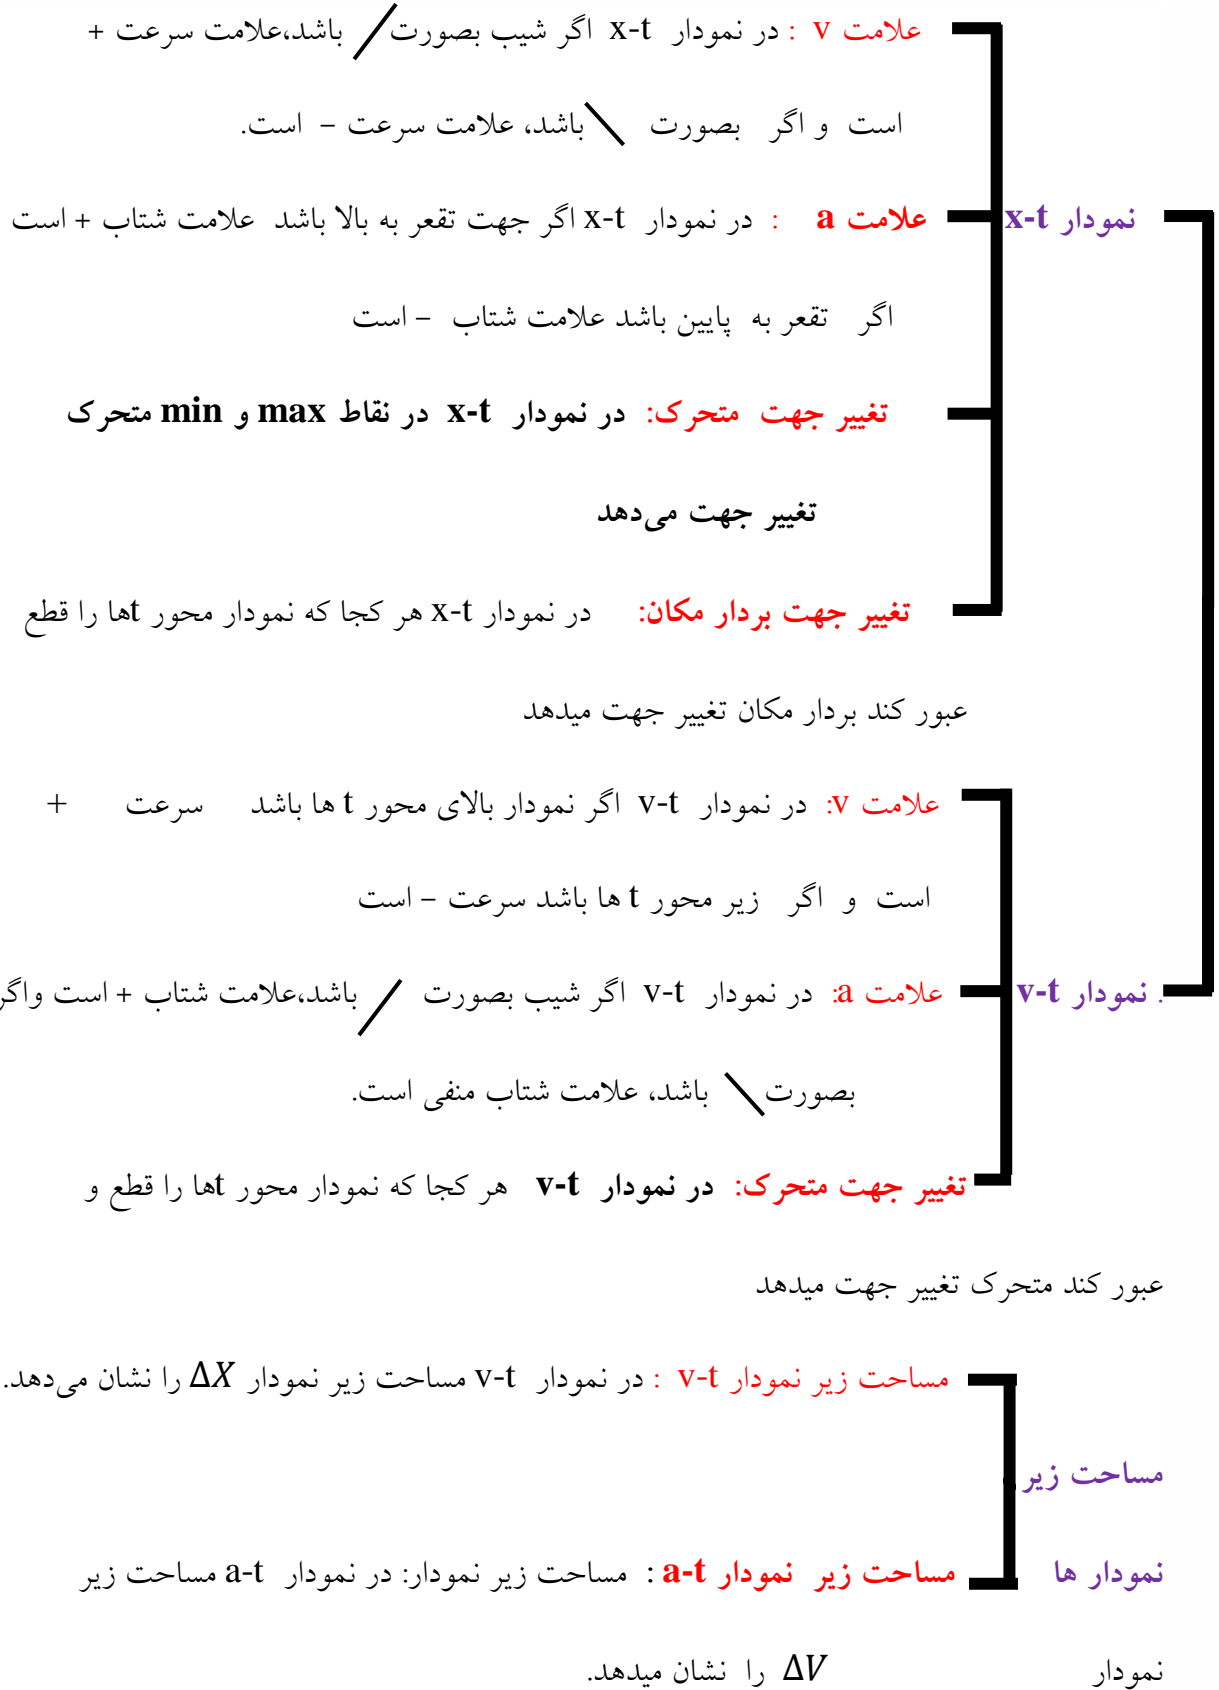 علامت v : در نمودار x-t اگر شیب بصورت باشد،علامت سرعت +
است و اگر بصورت باشد، علامت سرعت – است.
نمودار x-t
علامت a : در نمودار x-t اگر جهت تقعر به بالا باشد علامت شتاب + است
اگر تقعر به پایین باشد علامت شتاب – است
تغییر جهت متحرک: در نمودار x-t در نقاط max و min متحرک
تغییر جهت می‌دهد
تغییر جهت بردار مکان: در نمودار x-t هر کجا که نمودار محور tها را قطع
عبور کند بردار مکان تغییر جهت میدهد
علامت v: در نمودار v-t اگر نمودار بالای محور t ها باشد سرعت +
است و اگر زیر محور t ها باشد سرعت – است
. نمودار v-t
علامت a: در نمودار v-t اگر شیب بصورت باشد،علامت شتاب + است واگر
بصورت باشد، علامت شتاب منفی است.
تغییر جهت متحرک: در نمودار v-t هر کجا که نمودار محور tها را قطع و
عبور کند متحرک تغییر جهت میدهد
مساحت زیر نمودار v-t : در نمودار v-t مساحت زیر نمودار ΔX را نشان می‌دهد.
مساحت زیر
نمودار ها
مساحت زیر نمودار a-t : مساحت زیر نمودار: در نمودار a-t مساحت زیر
نمودار ΔV را نشان میدهد.